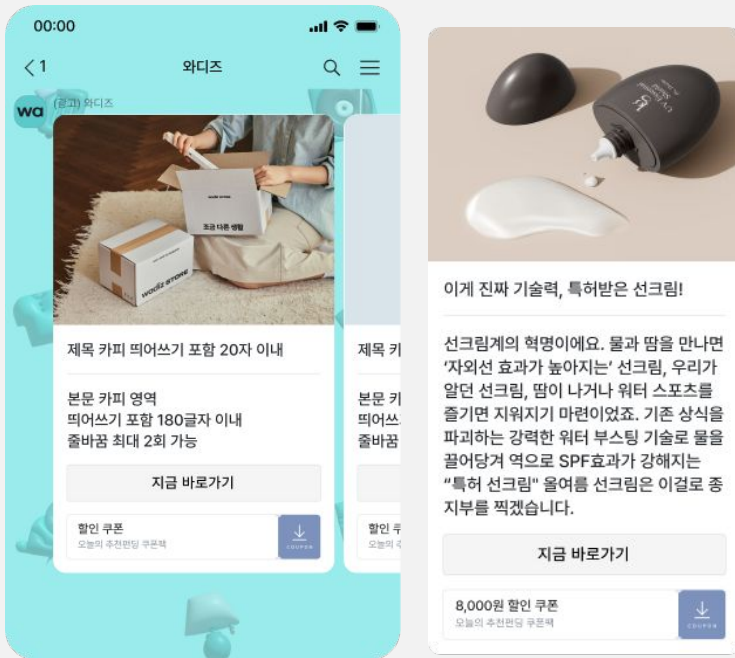 00:00
1
와디즈
wa
(광고) 와디즈
wadiz STORE
조금 다른 생활
wadiz STORE
제목 카피 띄어쓰기 포함 20자 이내
본문 카피 영역
띄어쓰기 포함 180글자 이내
줄바꿈 최대 2회 가능
지금 바로가기
할인 쿠폰
오늘의 추천펀딩 쿠폰팩
COUPON
제목 카
본문 카
띄어쓰
줄바꿈
할인 쿠
오늘의 추
UV Essential
이게 진짜 기술력, 특허받은 선크림!
선크림계의 혁명이에요. 물과 땀을 만나면
‘자외선 효과가 높아지는’ 선크림, 우리가
알던 선크림, 땀이 나거나 워터 스포츠를
즐기면 지워지기 마련이었죠. 기존 상식을
파괴하는 강력한 워터 부스팅 기술로 물을
끌어당겨 역으로 SPF효과가 강해지는
“특허 선크림" 올여름 선크림은 이걸로 종
지부를 찍겠습니다.
지금 바로가기
8,000원 할인 쿠폰
오늘의 추천펀딩 쿠폰팩
COUPON